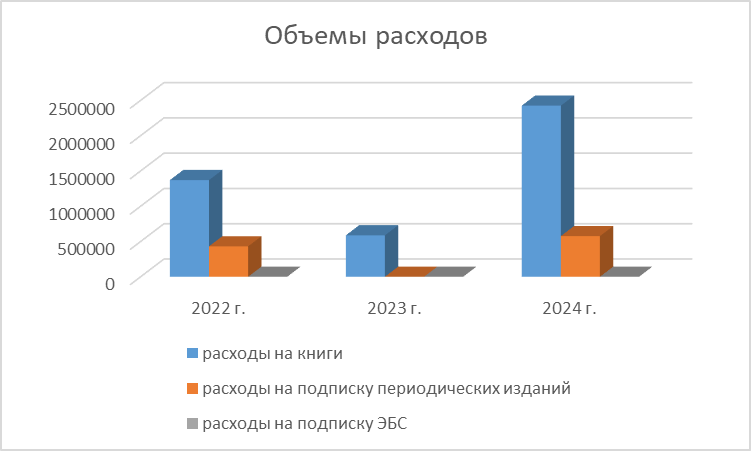 Объемы расходов
2500000
2000000
1500000
1000000
500000
0
2022 г.
2023 г.
2024 г.
расходы на книги
расходы на подписку периодических изданий
расходы на подписку ЭБС